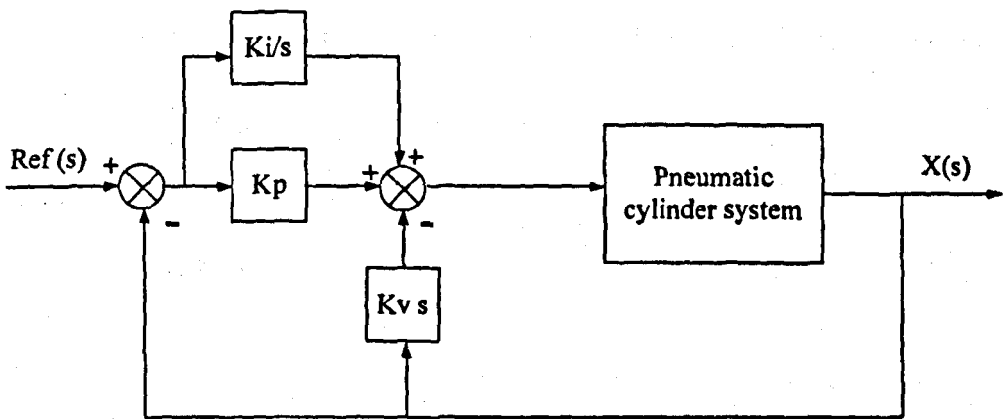 Ki/s
Ref (s)
+
-
Kp
+
+
-
Kv s
Pneumatic
cylinder system
X(s)